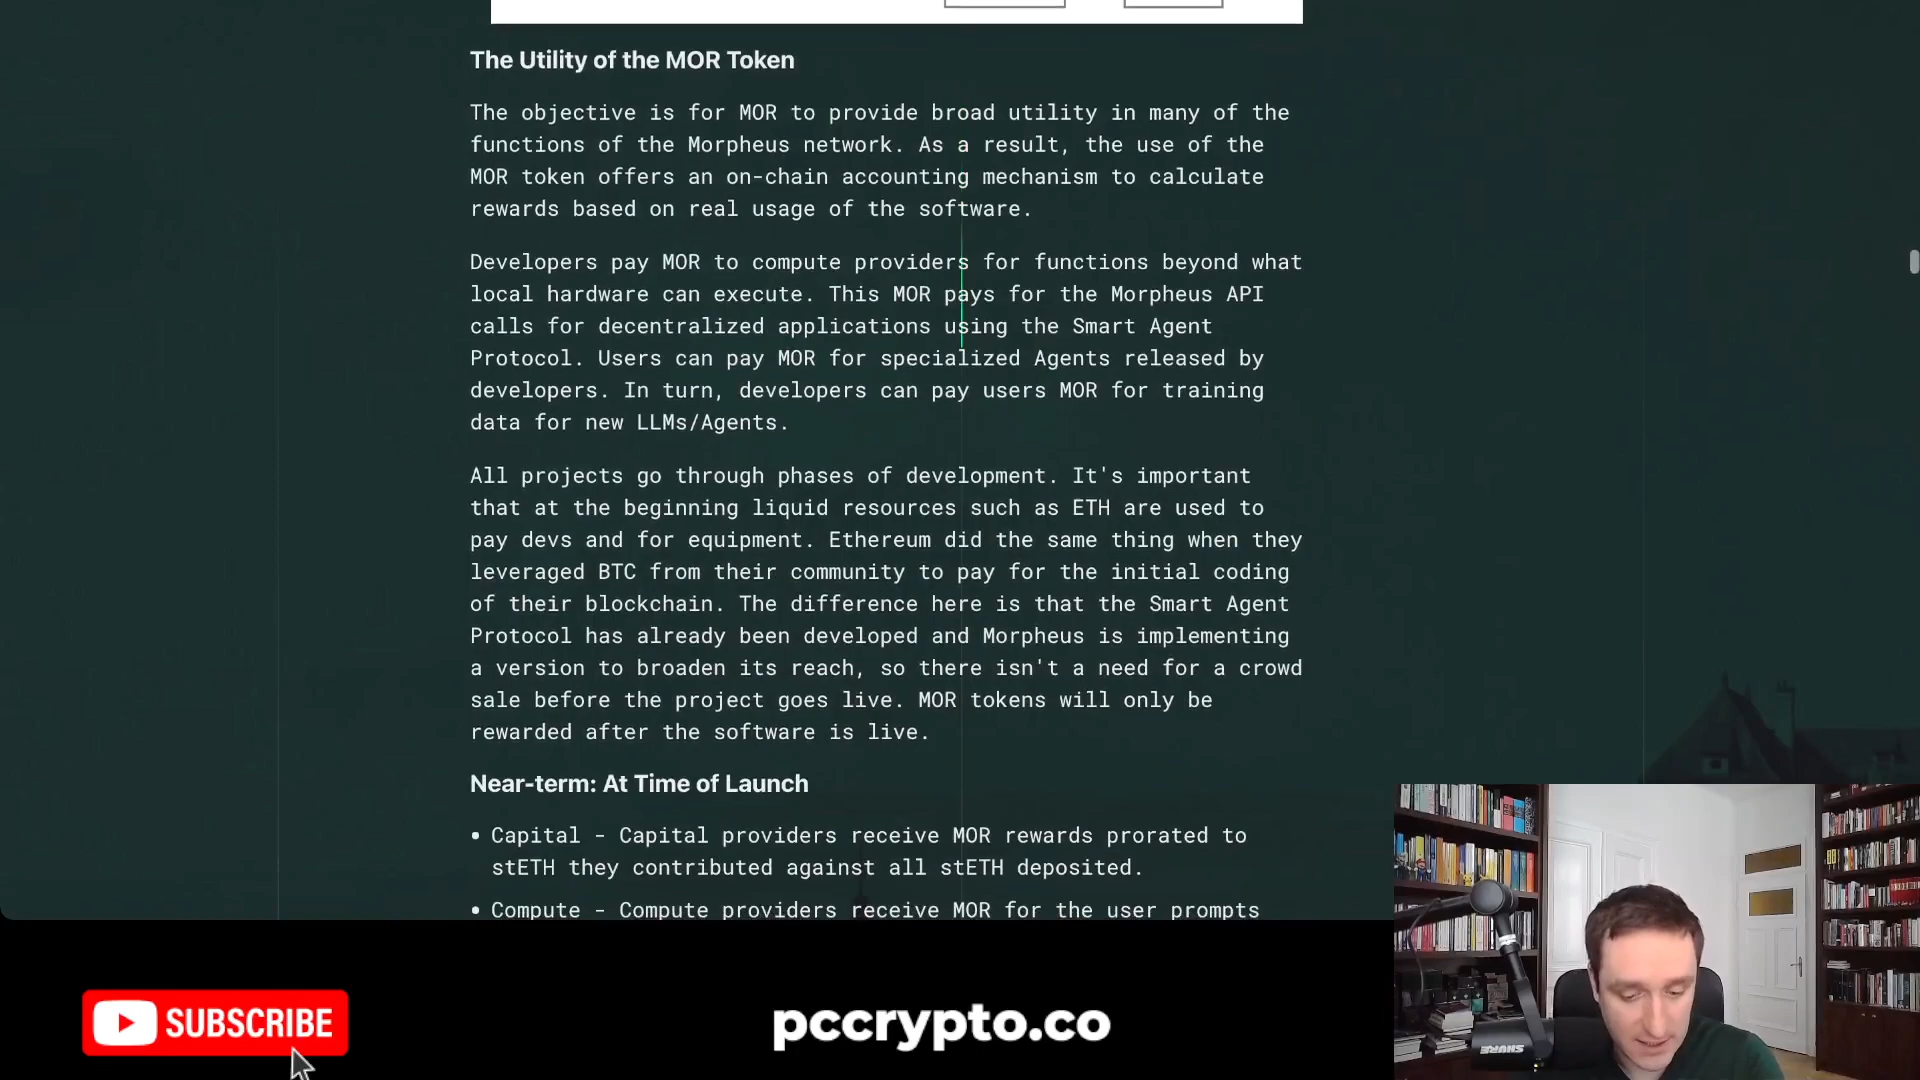 The Utility of the MOR Token
The objective is for MOR to provide broad utility in many of the
functions of the Morpheus network. As a result, the use of the
MOR token offers an on-chain accounting mechanism to calculate
rewards based on real usage of the software.
Developers pay MOR to compute providers for functions beyond what
local hardware can execute. This MOR pays for the Morpheus API
calls for decentralized applications using the Smart Agent
Protocol. Users can pay MOR for specialized Agents released by
developers. In turn, developers can pay users MOR for training
data for new LLMs/Agents.
All projects go through phases of development. It's important
that at the beginning liquid resources such as ETH are used to
pay devs and for equipment. Ethereum did the same thing when they
leveraged BTC from their community to pay for the initial coding
of their blockchain. The difference here is that the Smart Agent
Protocol has already been developed and Morpheus is implementing
a version to broaden its reach, so there isn't a need for a crowd
sale before the project goes live. MOR tokens will only be
rewarded after the software is live.
Near-term: At Time of Launch
• Capital - Capital providers receive MOR rewards prorated to
stETH they contributed against all stETH deposited.
• Compute - Compute providers receive MOR for the user prompts
SUBSCRIBE
pccrypto.co
SHURE